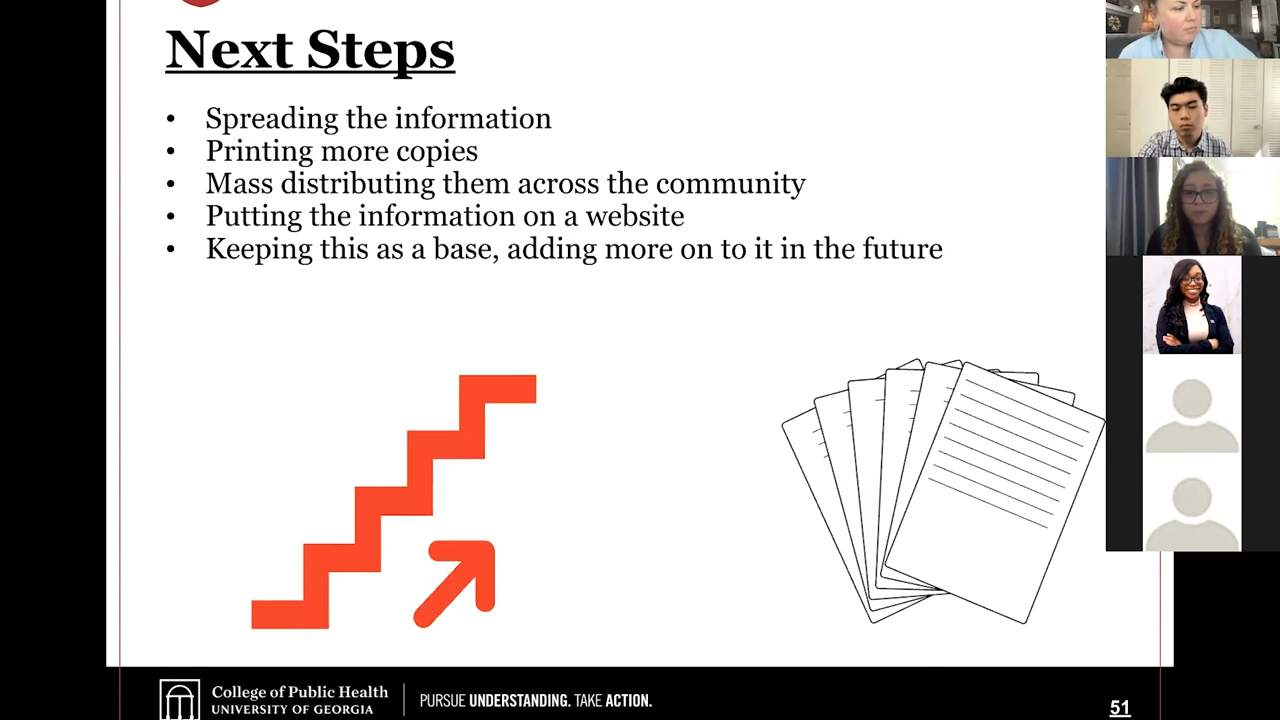 Next Steps
• Spreading the information
• Printing more copies
• Mass distributing them across the community
• Putting the information on a website
• Keeping this as a base, adding more on to it in the future
College of Public Health
UNIVERSITY OF GEORGIA
PURSUE UNDERSTANDING. TAKE ACTION.
51